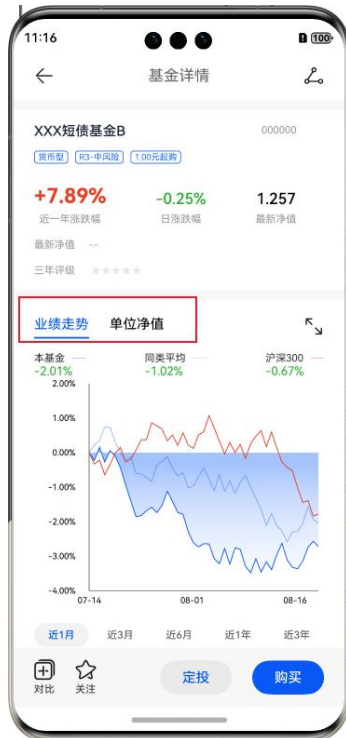 11:16
100
基金详情
XXX短债基金B
000000
货币型 R3-中风险 1.00元起购
+7.89% -0.25% 1.257
近一年涨跌幅 日涨跌幅 最新净值
最新净值 --
三年评级
业绩走势 单位净值
本基金 同类平均 沪深300
-2.01% -1.02% -0.67%
2.00%
1.00%
0.00%
-1.00%
-2.00%
-3.00%
-4.00%
07-14 08-01 08-16
近1月 近3月 近6月 近1年 近3年
对比 关注 定投 购买